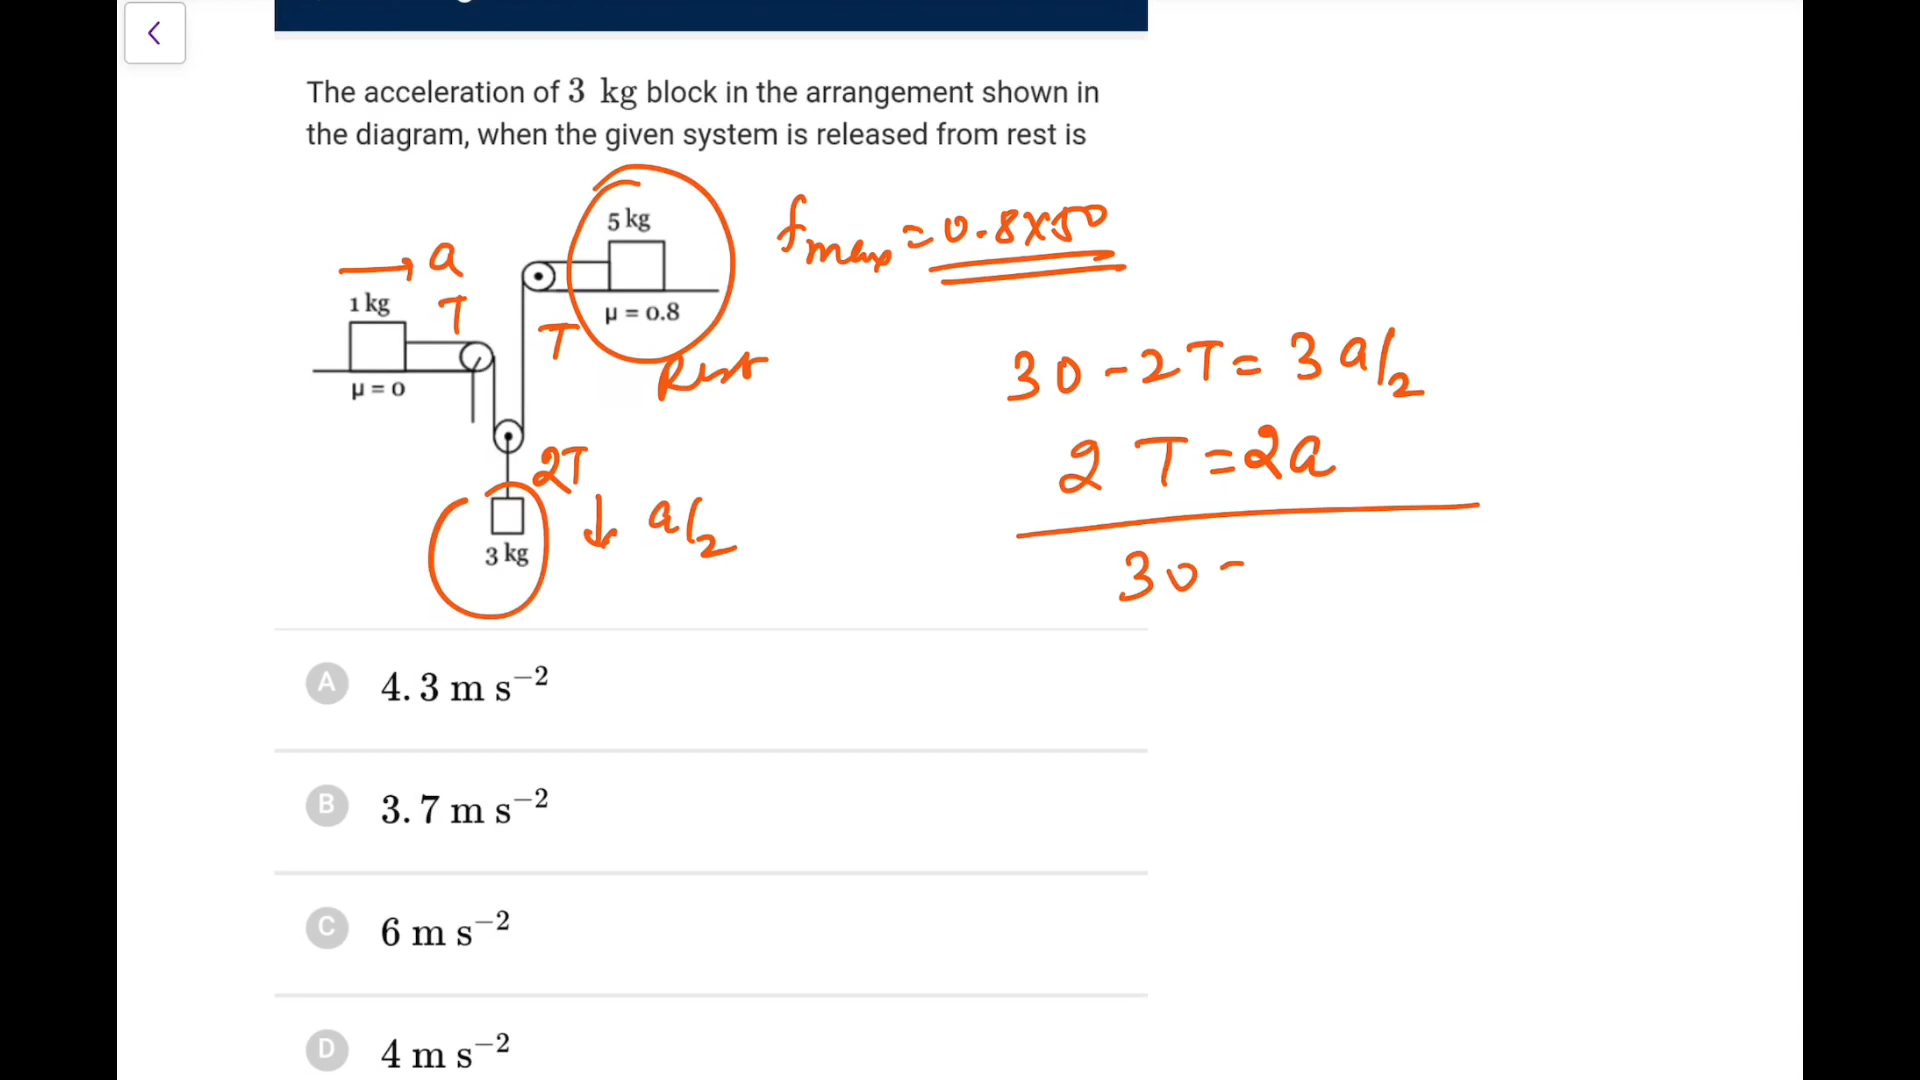 The acceleration of 3 kg block in the arrangement shown in
the diagram, when the given system is released from rest is
5 kg
fmax = 0.8×50
→ a
1 kg
T
μ = 0.8
T
Rest
μ = 0
30 - 2T = 3 a/2
2T = 2a
2T
↓ a/2
3 kg
30 -
A 4.3 m s⁻²
B 3.7 m s⁻²
C 6 m s⁻²
D 4 m s⁻²